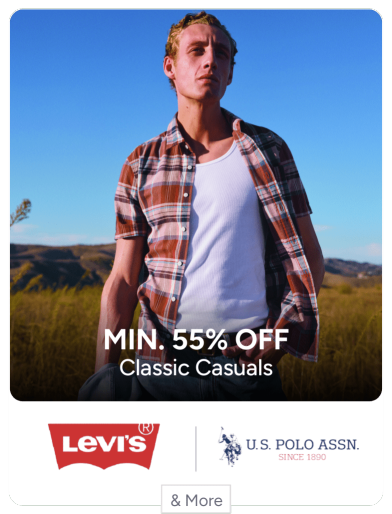 MIN. 55% OFF
Classic Casuals
LEVI'S®
U.S. POLO ASSN.
SINCE 1890
& More